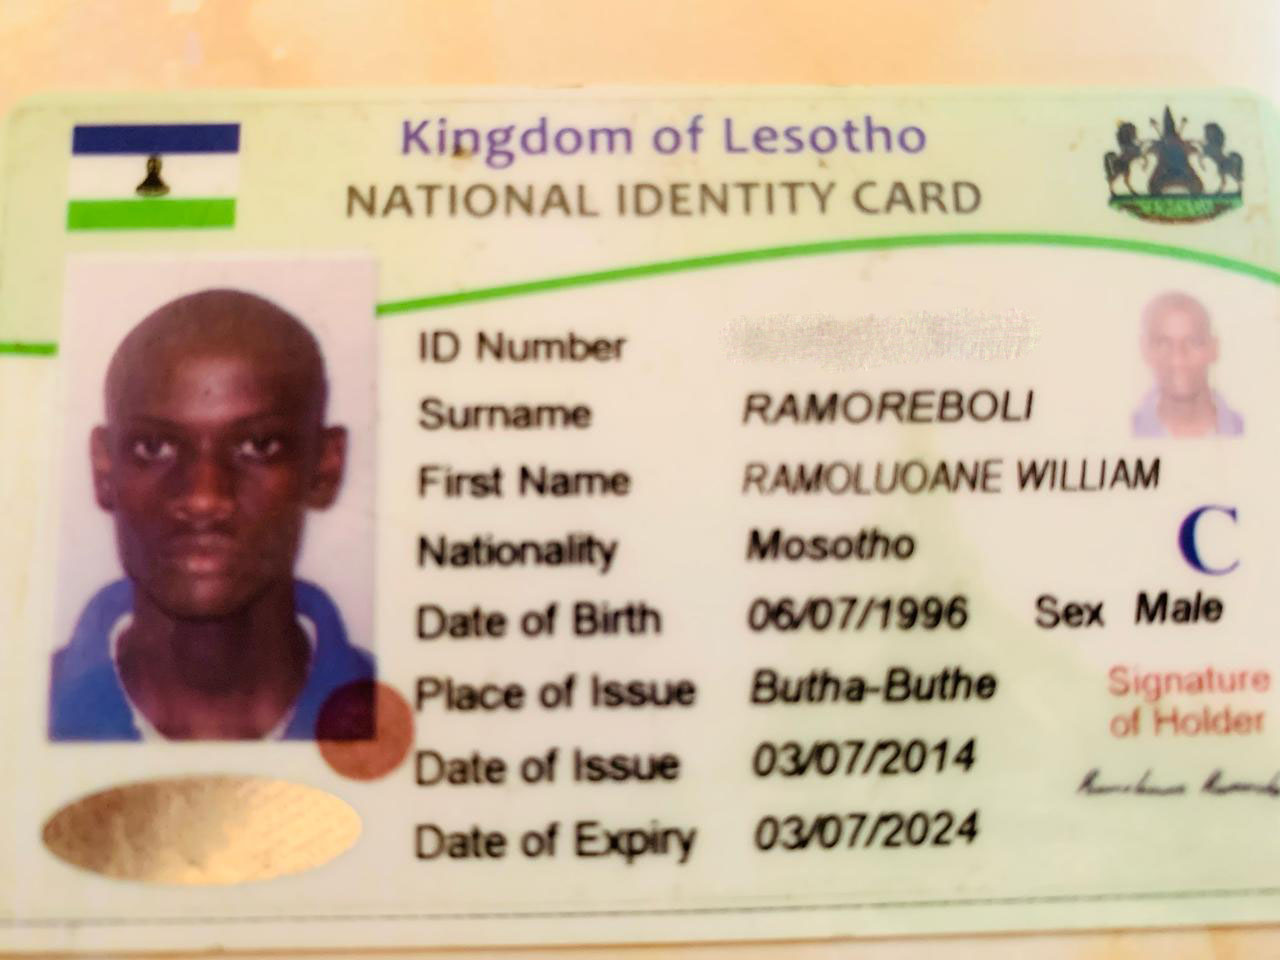 Kingdom of Lesotho
NATIONAL IDENTITY CARD
ID Number
Surname RAMOREBOLI
First Name RAMOLUOANE WILLIAM
Nationality Mosotho
C
Date of Birth 06/07/1996 Sex Male
Place of Issue Butha-Buthe
Signature
of Holder
Date of Issue 03/07/2014
Date of Expiry 03/07/2024